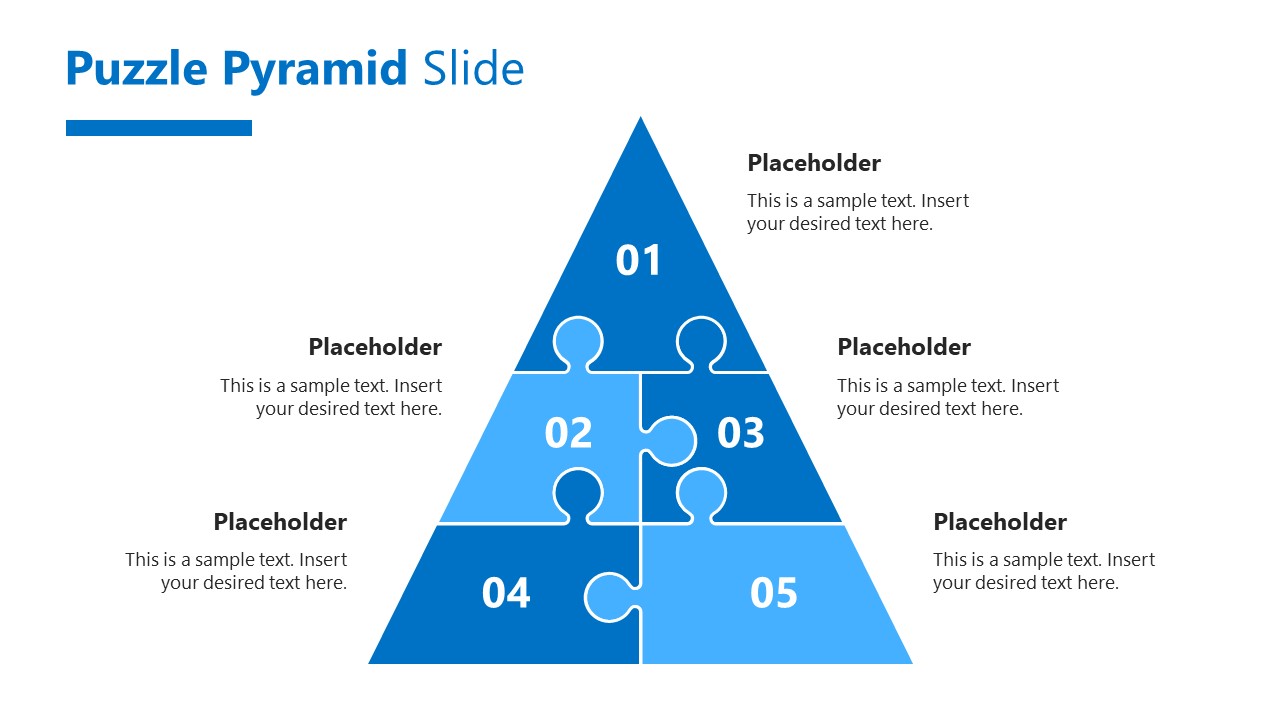 Puzzle Pyramid Slide
Placeholder
This is a sample text. Insert
your desired text here.
01
Placeholder
This is a sample text. Insert
your desired text here.
02
03
Placeholder
This is a sample text. Insert
your desired text here.
Placeholder
This is a sample text. Insert
your desired text here.
04
05
Placeholder
This is a sample text. Insert
your desired text here.